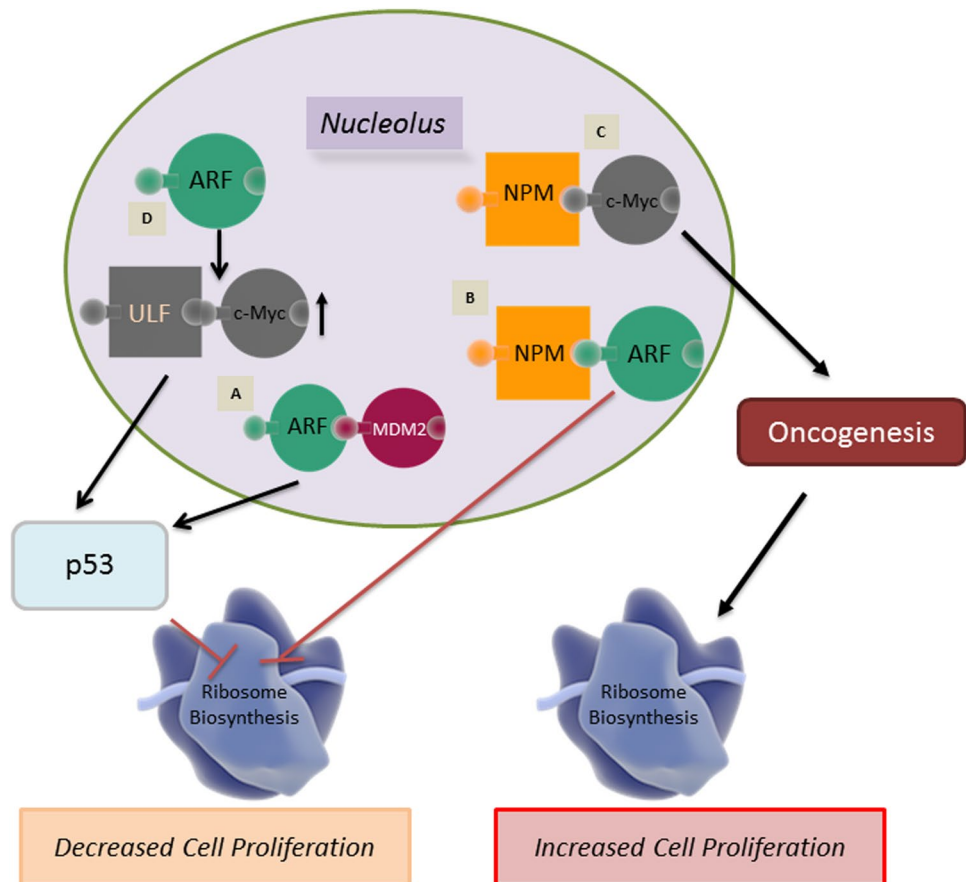 Nucleolus
C
NPM
c-Myc
ARF
D
ULF
c-Myc
B
NPM
ARF
A
ARF
MDM2
Oncogenesis
p53
Ribosome
Biosynthesis
Ribosome
Biosynthesis
Decreased Cell Proliferation
Increased Cell Proliferation